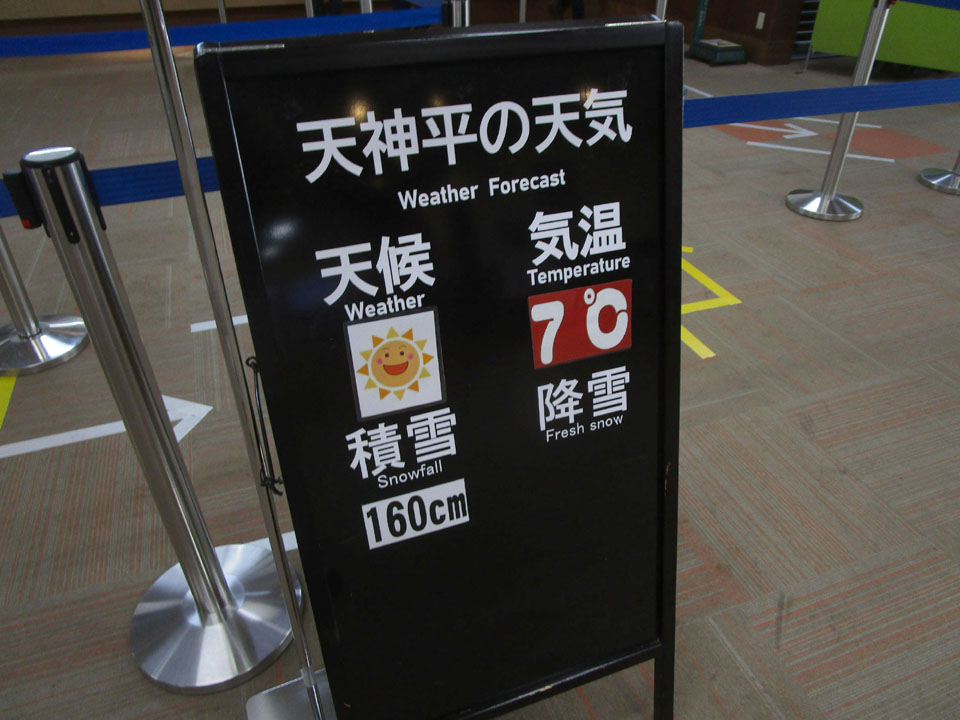 天神平の天気
Weather Forecast
天候
Weather
気温
Temperature
7℃
積雪
Snowfall
160cm
降雪
Fresh snow